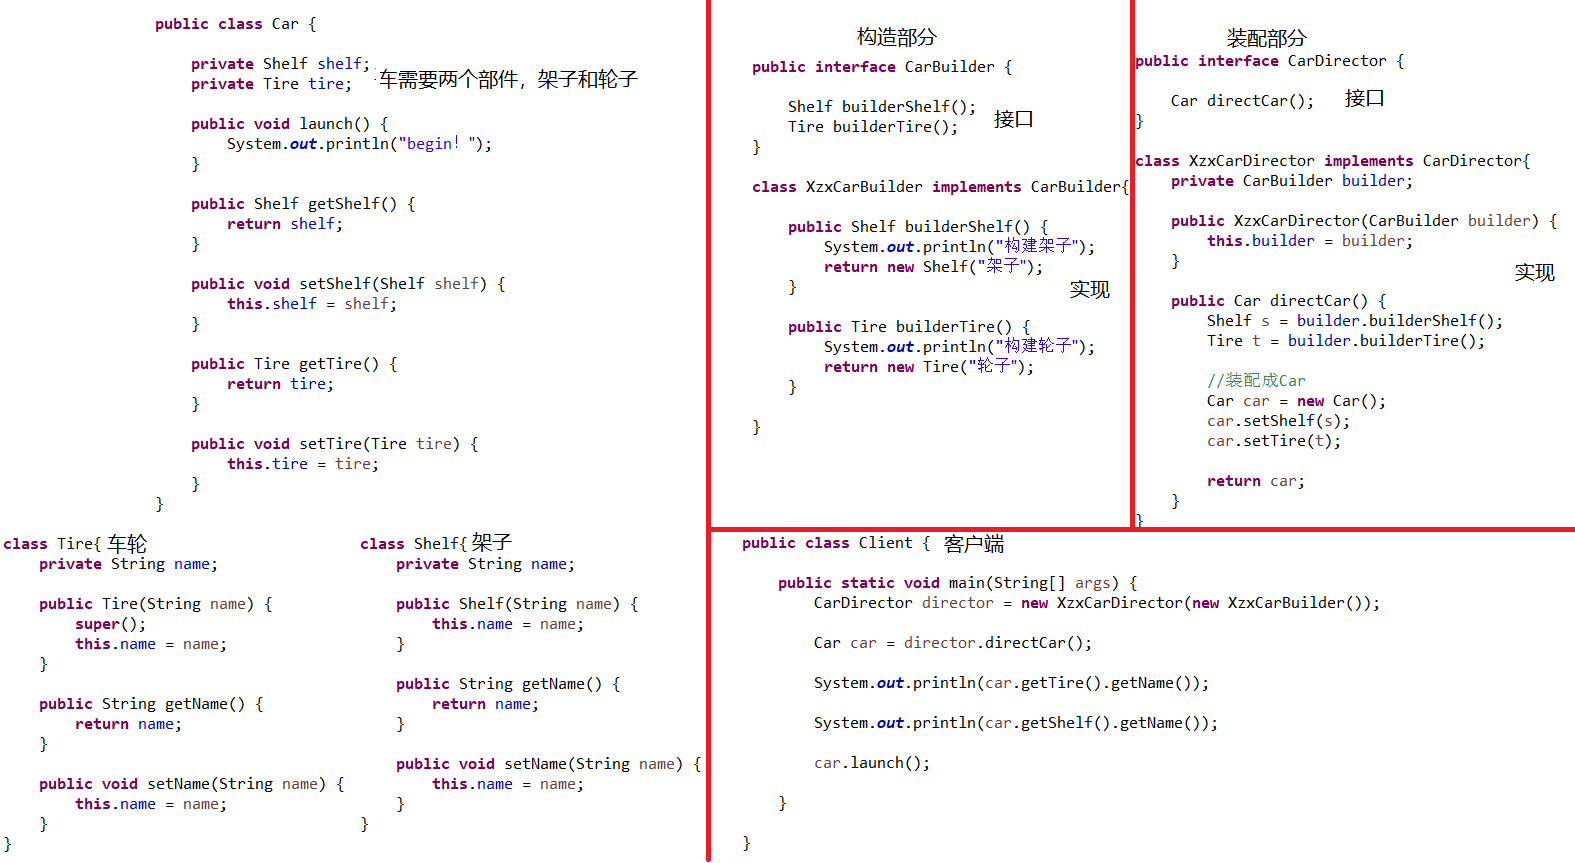 public class Car {
private Shelf shelf;
private Tire tire;
车需要两个部件，架子和轮子
public void launch() {
System.out.println("begin！");
}
public Shelf getShelf() {
return shelf;
}
public void setShelf(Shelf shelf) {
this.shelf = shelf;
}
public Tire getTire() {
return tire;
}
public void setTire(Tire tire) {
this.tire = tire;
}
}
class Tire{ 车轮
private String name;
public Tire(String name) {
super();
this.name = name;
}
public String getName() {
return name;
}
public void setName(String name) {
this.name = name;
}
}
class Shelf{ 架子
private String name;
public Shelf(String name) {
this.name = name;
}
public String getName() {
return name;
}
public void setName(String name) {
this.name = name;
}
}
构造部分
public interface CarBuilder {
Shelf builderShelf();
Tire builderTire();
接口
}
class XzxCarBuilder implements CarBuilder{
public Shelf builderShelf() {
System.out.println("构建架子");
return new Shelf("架子");
}
实现
public Tire builderTire() {
System.out.println("构建轮子");
return new Tire("轮子");
}
}
装配部分
public interface CarDirector {
Car directCar();
接口
}
class XzxCarDirector implements CarDirector{
private CarBuilder builder;
public XzxCarDirector(CarBuilder builder) {
this.builder = builder;
}
实现
public Car directCar() {
Shelf s = builder.builderShelf();
Tire t = builder.builderTire();
//装配成Car
Car car = new Car();
car.setShelf(s);
car.setTire(t);
return car;
}
}
public class Client { 客户端
public static void main(String[] args) {
CarDirector director = new XzxCarDirector(new XzxCarBuilder());
Car car = director.directCar();
System.out.println(car.getTire().getName());
System.out.println(car.getShelf().getName());
car.launch();
}
}